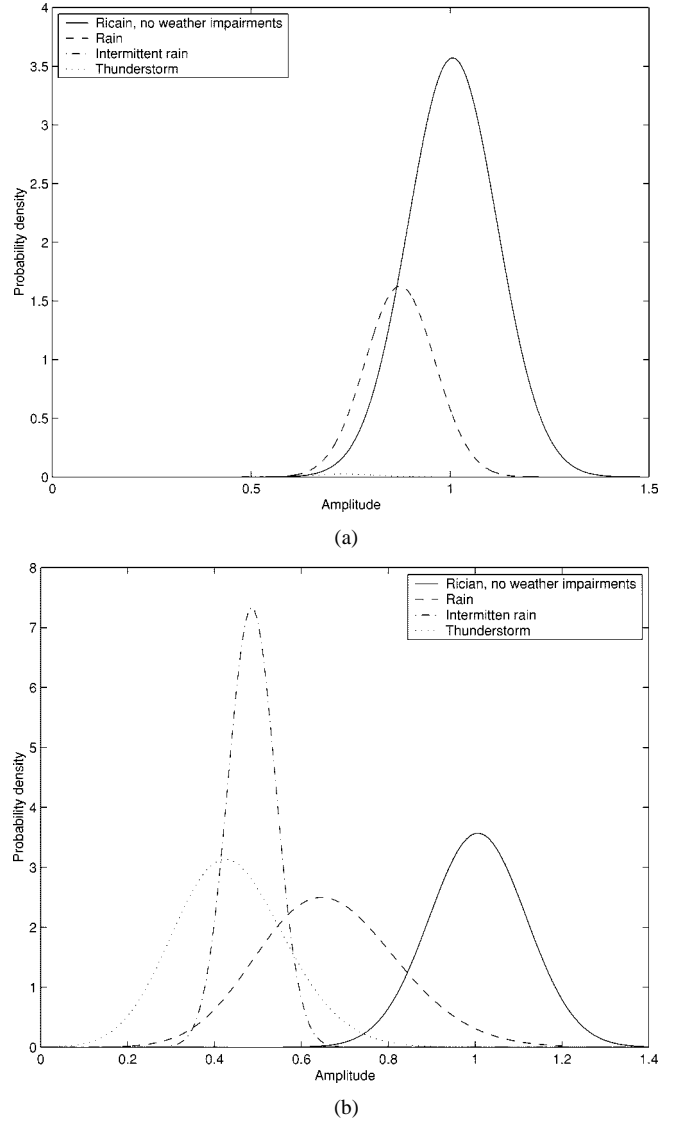 4
Ricain, no weather impairments
Rain
Intermittent rain
Thunderstorm
3.5
3
2.5
2
1.5
1
0.5
0
Probability density
0 0.5 1 1.5
Amplitude
(a)
8
Rician, no weather impairments
Rain
Intermitten rain
Thunderstorm
7
6
5
4
3
2
1
0
Probability density
0 0.2 0.4 0.6 0.8 1 1.2 1.4
Amplitude
(b)